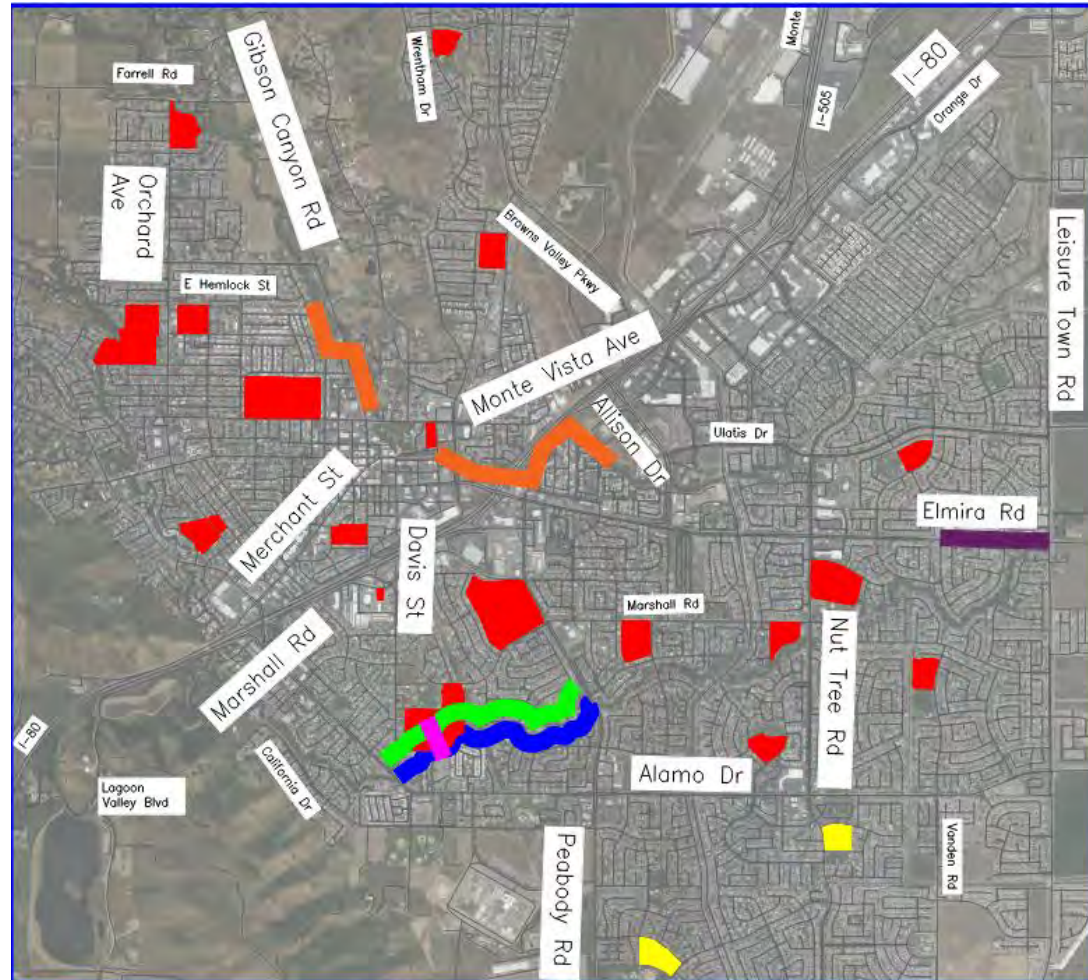 Farrell Rd
Gibson Canyon Rd
Wrentham Dr
Monte
I-80
I-505
Orange Dr
Orchard
Ave
Browns Valley Pkwy
Leisure Town Rd
E Hemlock St
Monte Vista Ave
Allison Dr
Ulatis Dr
Merchant St
Elmira Rd
Davis St
Marshall Rd
Marshall Rd
Nut Tree Rd
I-80
California Dr
Alamo Dr
Lagoon
Valley Blvd
Peabody Rd
Vanden Rd